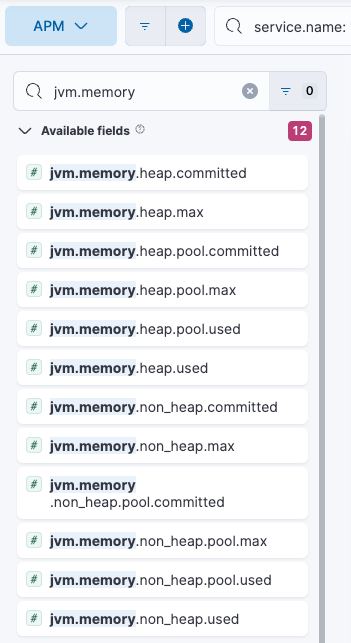 APM
service.name:
jvm.memory
0
Available fields
12
# jvm.memory.heap.committed
# jvm.memory.heap.max
# jvm.memory.heap.pool.committed
# jvm.memory.heap.pool.max
# jvm.memory.heap.pool.used
# jvm.memory.heap.used
# jvm.memory.non_heap.committed
# jvm.memory.non_heap.max
# jvm.memory
.non_heap.pool.committed
# jvm.memory.non_heap.pool.max
# jvm.memory.non_heap.pool.used
# jvm.memory.non_heap.used